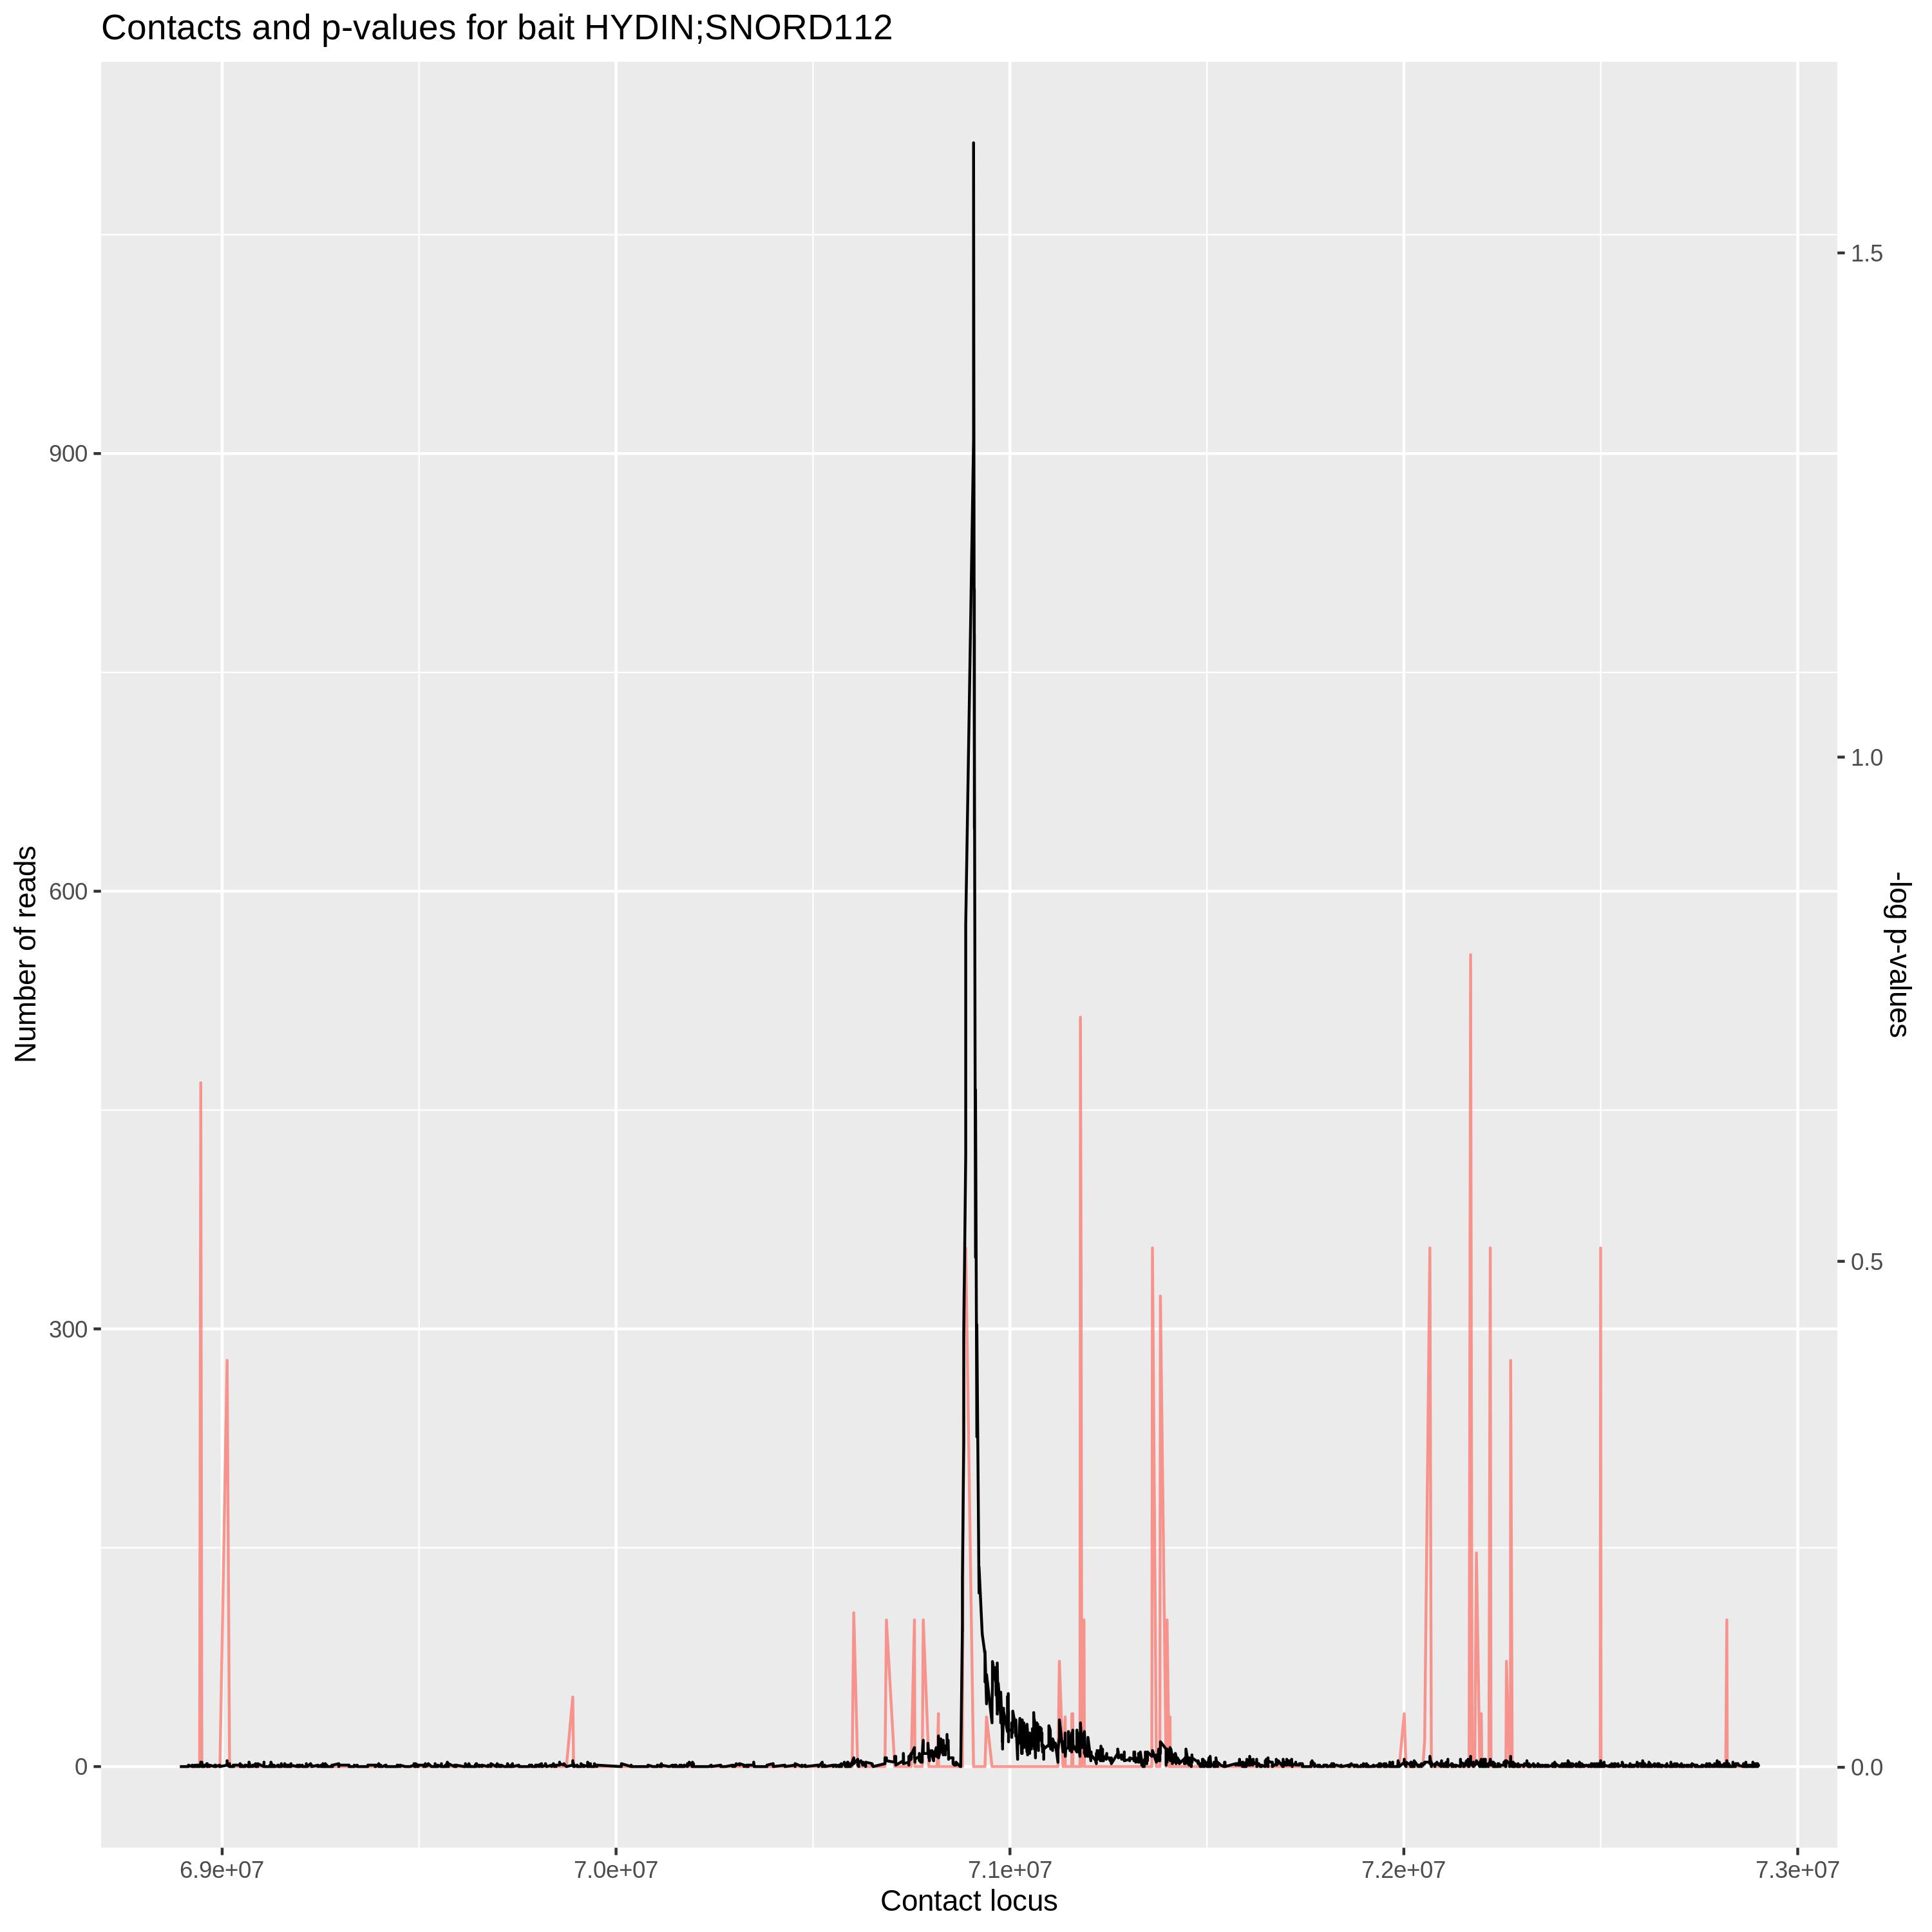 Contacts and p-values for bait HYDIN;SNORD112
Number of reads
900
600
300
0
1.5
1.0
0.5
0.0
-log p-values
6.9e+07
7.0e+07
7.1e+07
7.2e+07
7.3e+07
Contact locus